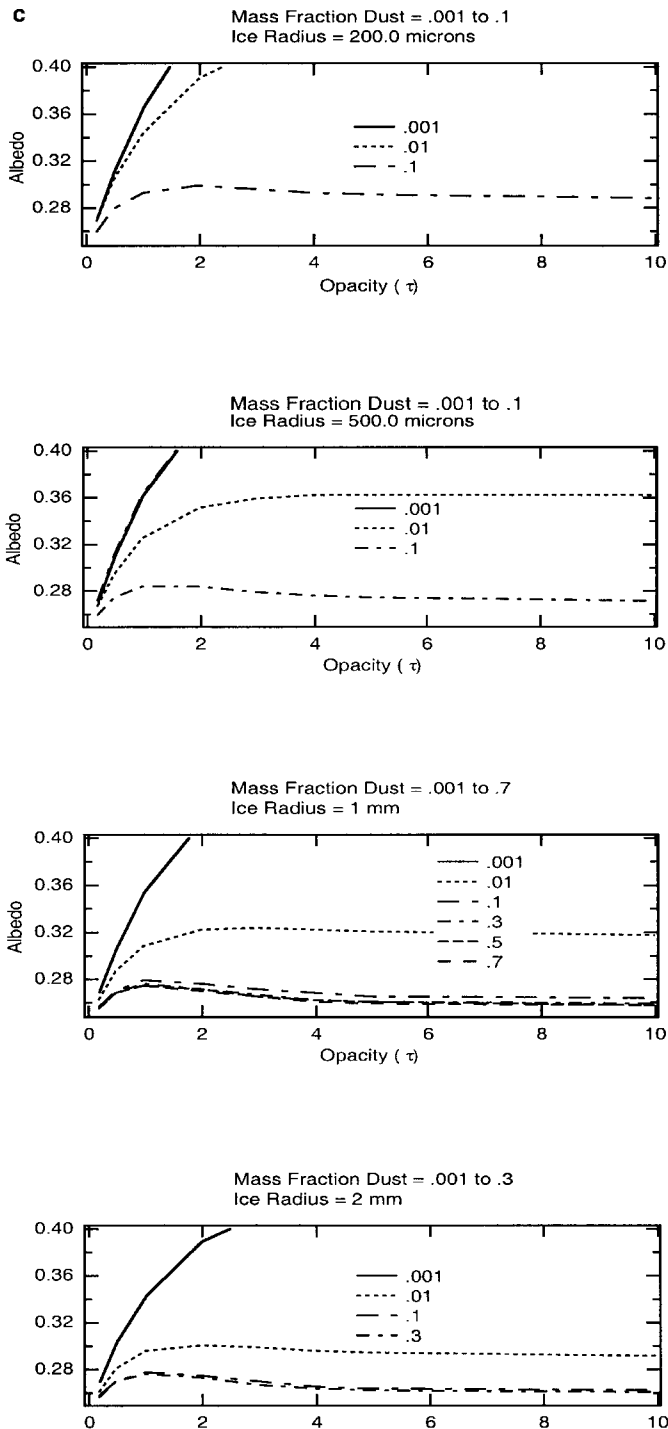 c
Mass Fraction Dust = .001 to .1
Ice Radius = 200.0 microns
0.40
0.36
0.32
0.28
Albedo
.001
.01
.1
0 2 4 6 8 10
Opacity ( τ)
Mass Fraction Dust = .001 to .1
Ice Radius = 500.0 microns
0.40
0.36
0.32
0.28
Albedo
.001
.01
.1
0 2 4 6 8 10
Opacity ( τ)
Mass Fraction Dust = .001 to .7
Ice Radius = 1 mm
0.40
0.36
0.32
0.28
Albedo
.001
.01
.1
.3
.5
.7
0 2 4 6 8 10
Opacity ( τ)
Mass Fraction Dust = .001 to .3
Ice Radius = 2 mm
0.40
0.36
0.32
0.28
.001
.01
.1
.3
0 2 4 6 8 10